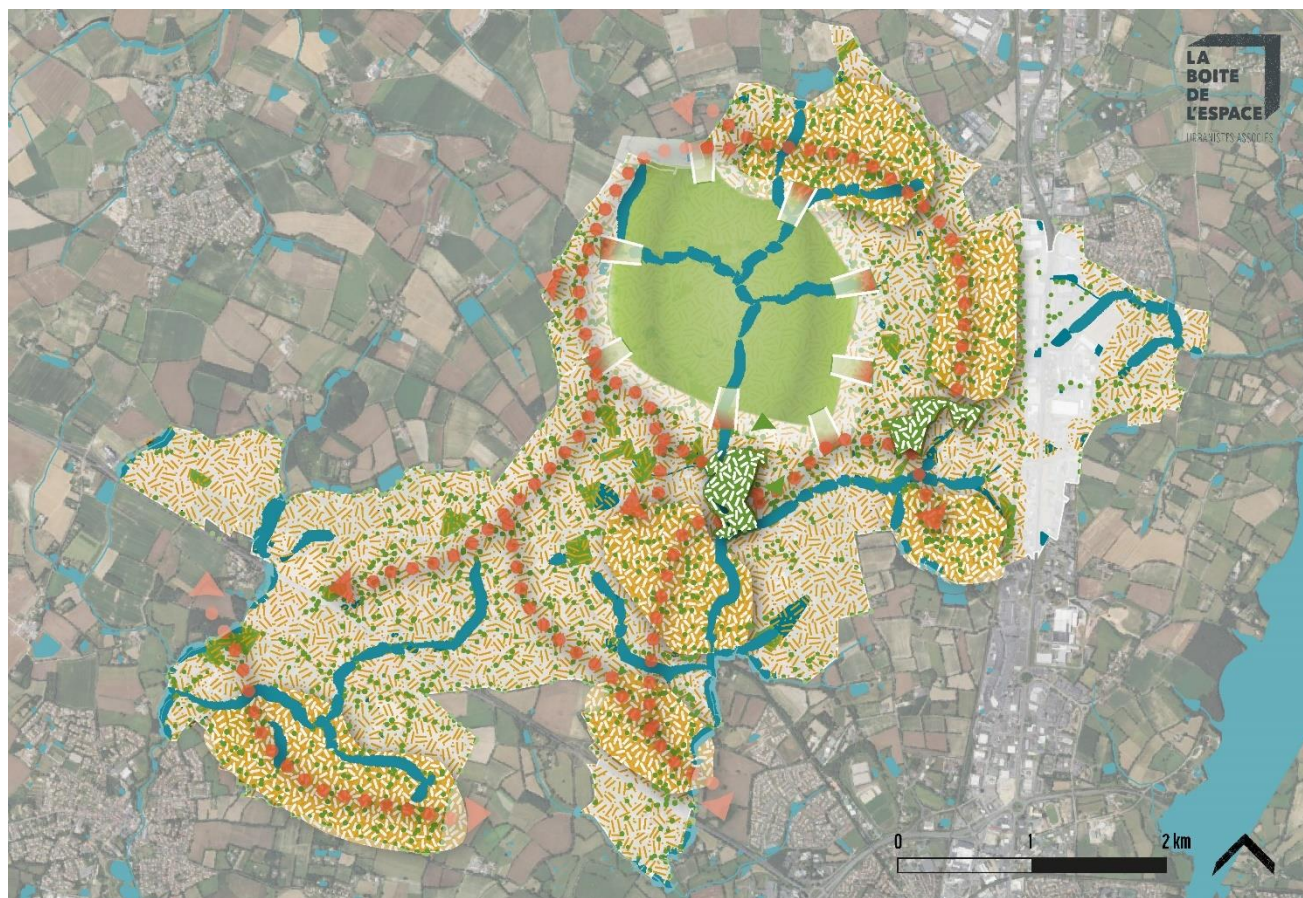 LA
BOITE
DE
L'ESPACE
URBANISTES ASSOCIÉS
0 1 2 km